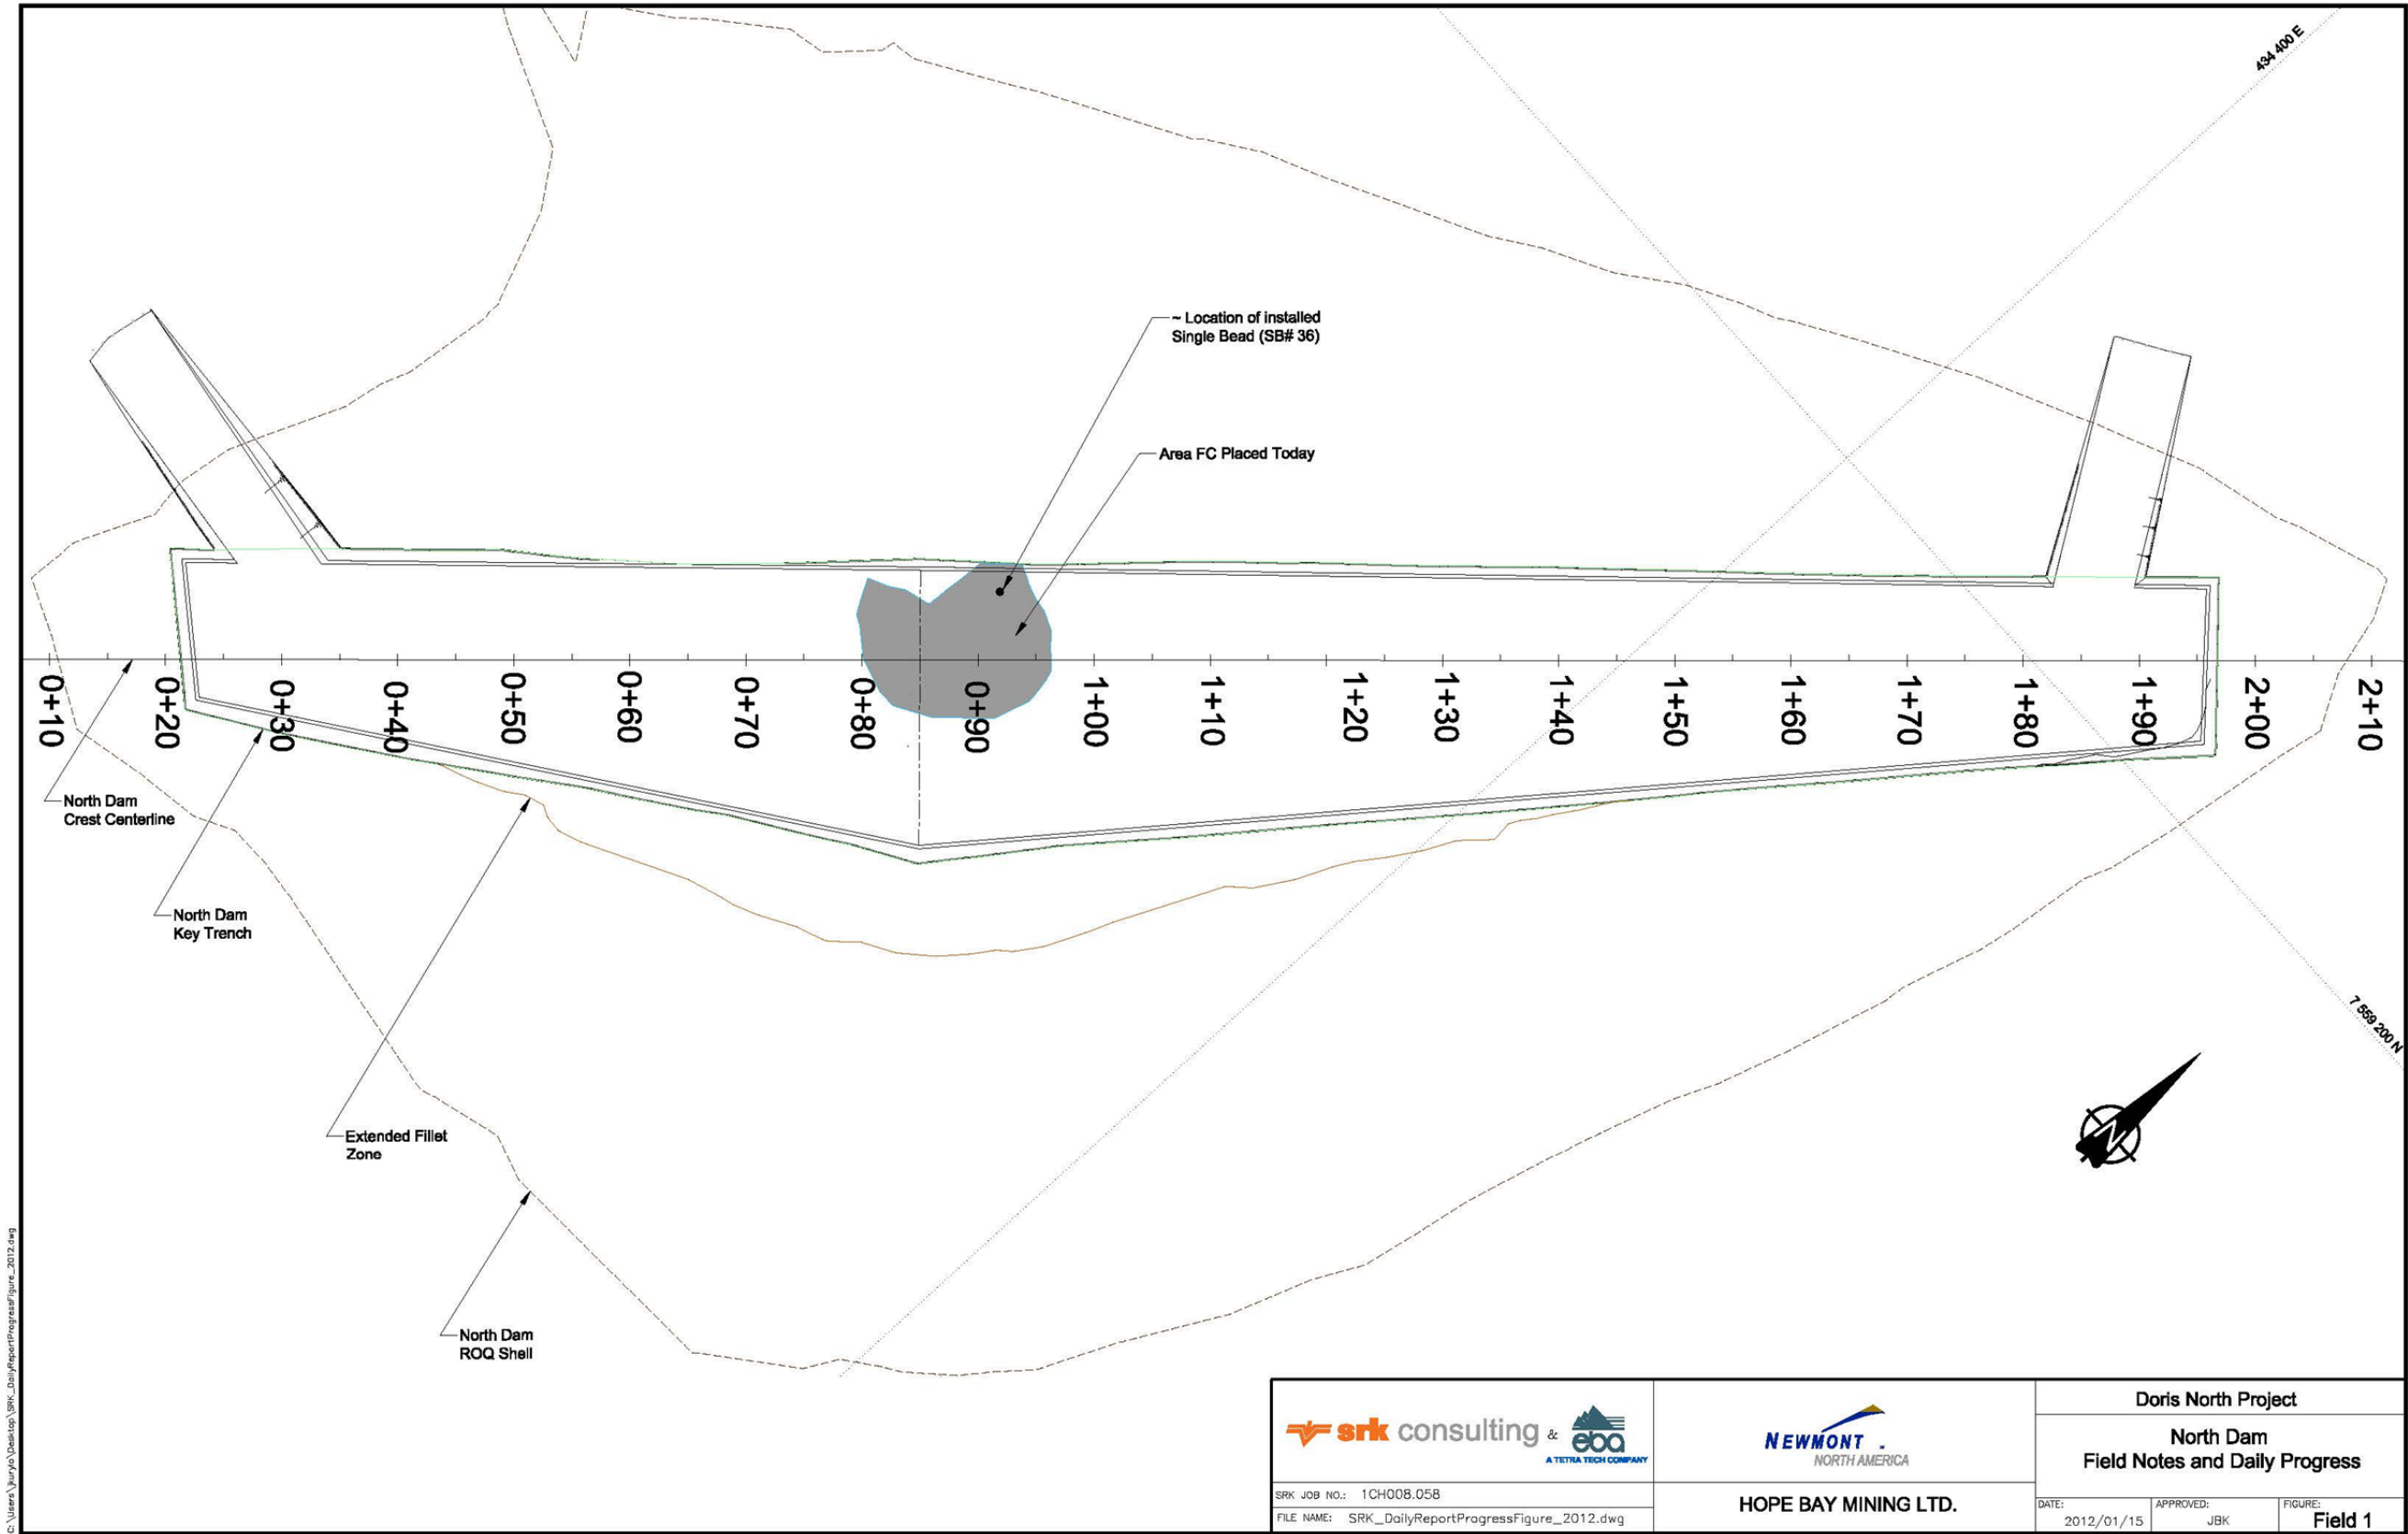 434 400 E
~ Location of installed
Single Bead (SB# 36)
Area FC Placed Today
0+10
0+20
0+30
0+40
0+50
0+60
0+70
0+80
0+90
1+00
1+10
1+20
1+30
1+40
1+50
1+60
1+70
1+80
1+90
2+00
2+10
North Dam
Crest Centerline
North Dam
Key Trench
Extended Fillet
Zone
North Dam
ROQ Shell
7 559 200 N
N
C:\Users\jkurylo\Desktop\SRK_DailyReportProgressFigure_2012.dwg
srk consulting & eba
A TETRA TECH COMPANY
SRK JOB NO.: 1CH008.058
FILE NAME: SRK_DailyReportProgressFigure_2012.dwg
NEWMONT.
NORTH AMERICA
HOPE BAY MINING LTD.
Doris North Project
North Dam
Field Notes and Daily Progress
DATE: 2012/01/15
APPROVED: JBK
FIGURE: Field 1